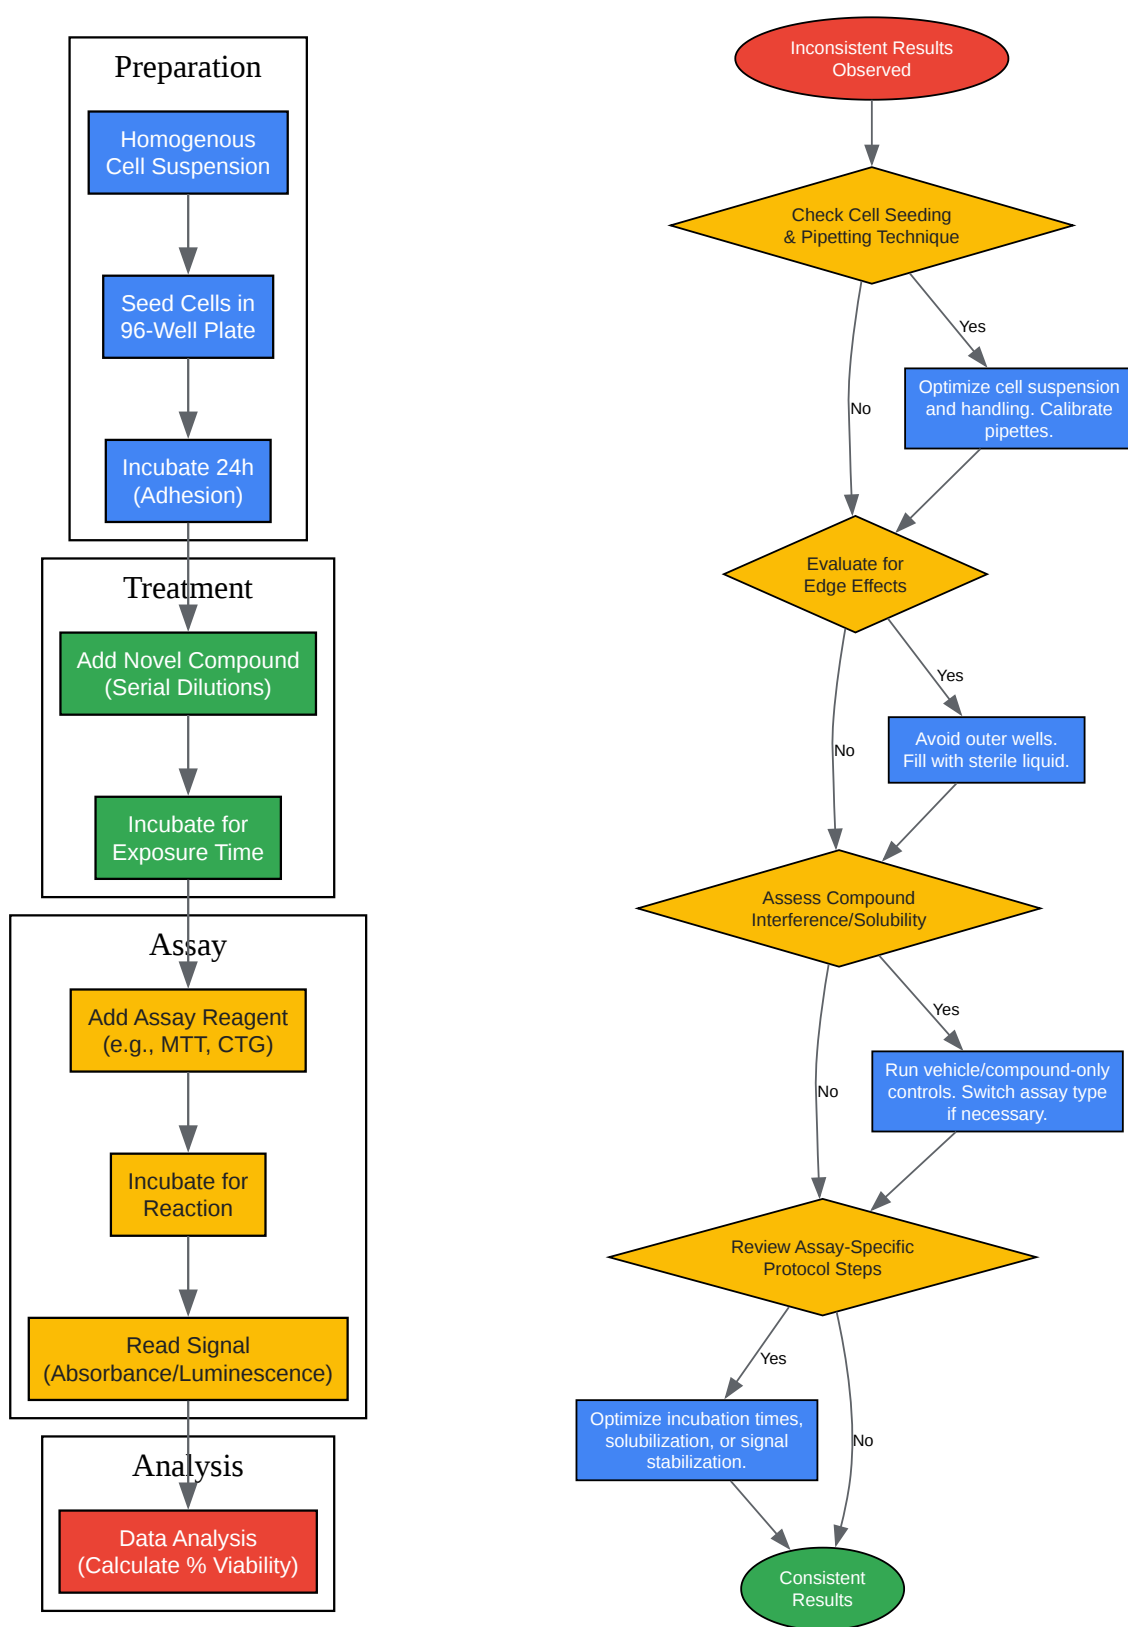 Preparation
Homogenous
Cell Suspension
Seed Cells in
96-Well Plate
Incubate 24h
(Adhesion)
Treatment
Add Novel Compound
(Serial Dilutions)
Incubate for
Exposure Time
Assay
Add Assay Reagent
(e.g., MTT, CTG)
Incubate for
Reaction
Read Signal
(Absorbance/Luminescence)
Analysis
Data Analysis
(Calculate % Viability)
Inconsistent Results
Observed
Check Cell Seeding
& Pipetting Technique
Yes
Optimize cell suspension
and handling. Calibrate
pipettes.
No
Evaluate for
Edge Effects
Yes
Avoid outer wells.
Fill with sterile liquid.
No
Assess Compound
Interference/Solubility
Yes
Run vehicle/compound-only
controls. Switch assay type
if necessary.
No
Review Assay-Specific
Protocol Steps
Yes
Optimize incubation times,
solubilization, or signal
stabilization.
No
Consistent
Results